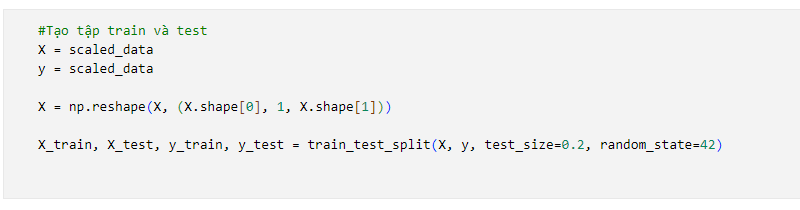 #Tạo tập train và test
X = scaled_data
y = scaled_data
X = np.reshape(X, (X.shape[0], 1, X.shape[1]))
X_train, X_test, y_train, y_test = train_test_split(X, y, test_size=0.2, random_state=42)